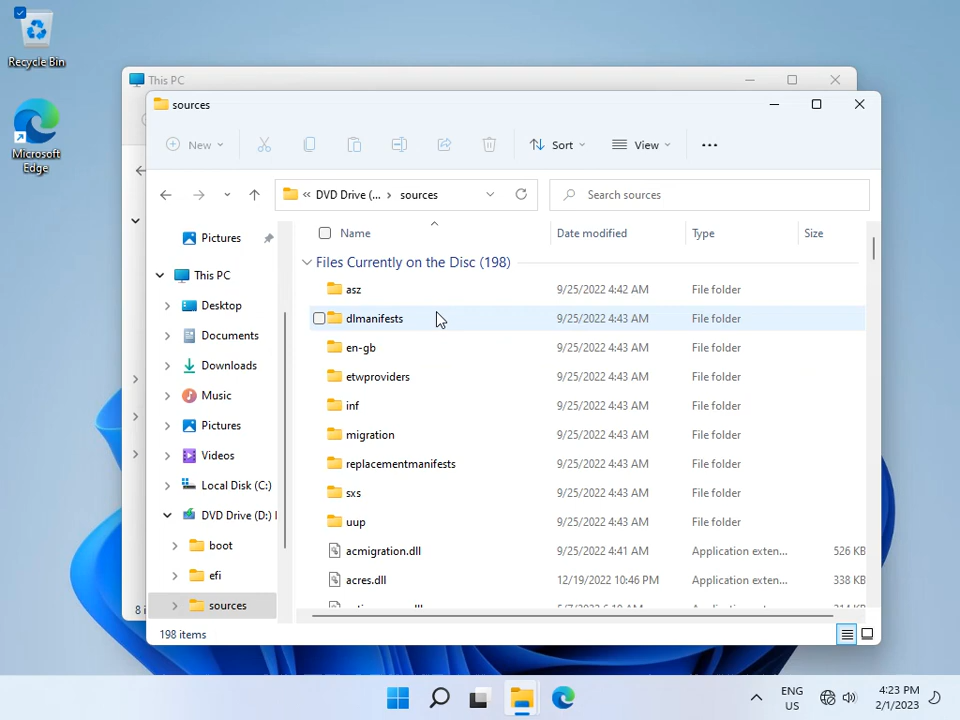 Recycle Bin
Microsoft
Edge
This PC
sources
New
Sort
View
« DVD Drive (... › sources
Search sources
Name
Date modified
Type
Size
Files Currently on the Disc (198)
asz 9/25/2022 4:42 AM File folder
dlmanifests 9/25/2022 4:43 AM File folder
en-gb 9/25/2022 4:43 AM File folder
etwproviders 9/25/2022 4:43 AM File folder
inf 9/25/2022 4:43 AM File folder
migration 9/25/2022 4:43 AM File folder
replacementmanifests 9/25/2022 4:43 AM File folder
sxs 9/25/2022 4:43 AM File folder
uup 9/25/2022 4:43 AM File folder
acmigration.dll 9/25/2022 4:41 AM Application exten... 526 KB
acres.dll 12/19/2022 10:46 PM Application exten... 338 KB
Pictures
This PC
Desktop
Documents
Downloads
Music
Pictures
Videos
Local Disk (C:)
DVD Drive (D:)
boot
efi
sources
198 items
ENG
US
4:23 PM
2/1/2023